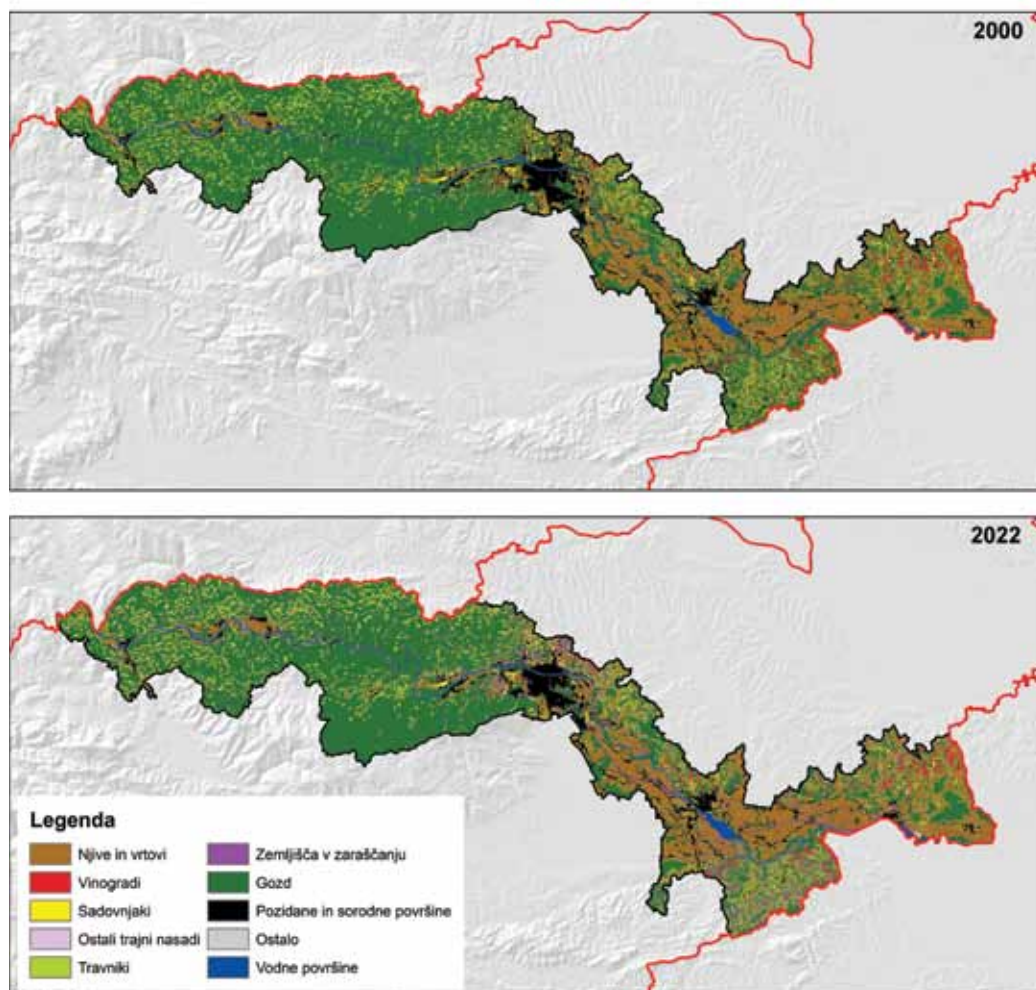 2000
2022
Legenda
Njive in vrtovi
Vinogradi
Sadovnjaki
Ostali trajni nasadi
Travniki
Zemljišča v zaraščanju
Gozd
Pozidane in sorodne površine
Ostalo
Vodne površine